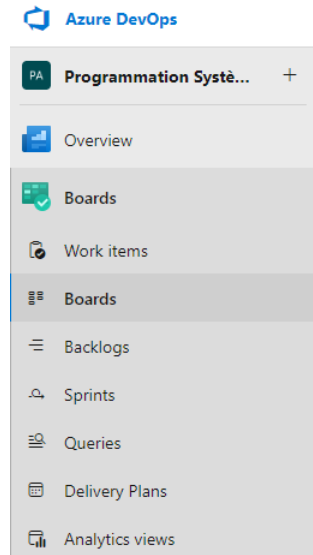 Azure DevOps
PA Programmation Systè... +
Overview
Boards
Work items
Boards
Backlogs
Sprints
Queries
Delivery Plans
Analytics views